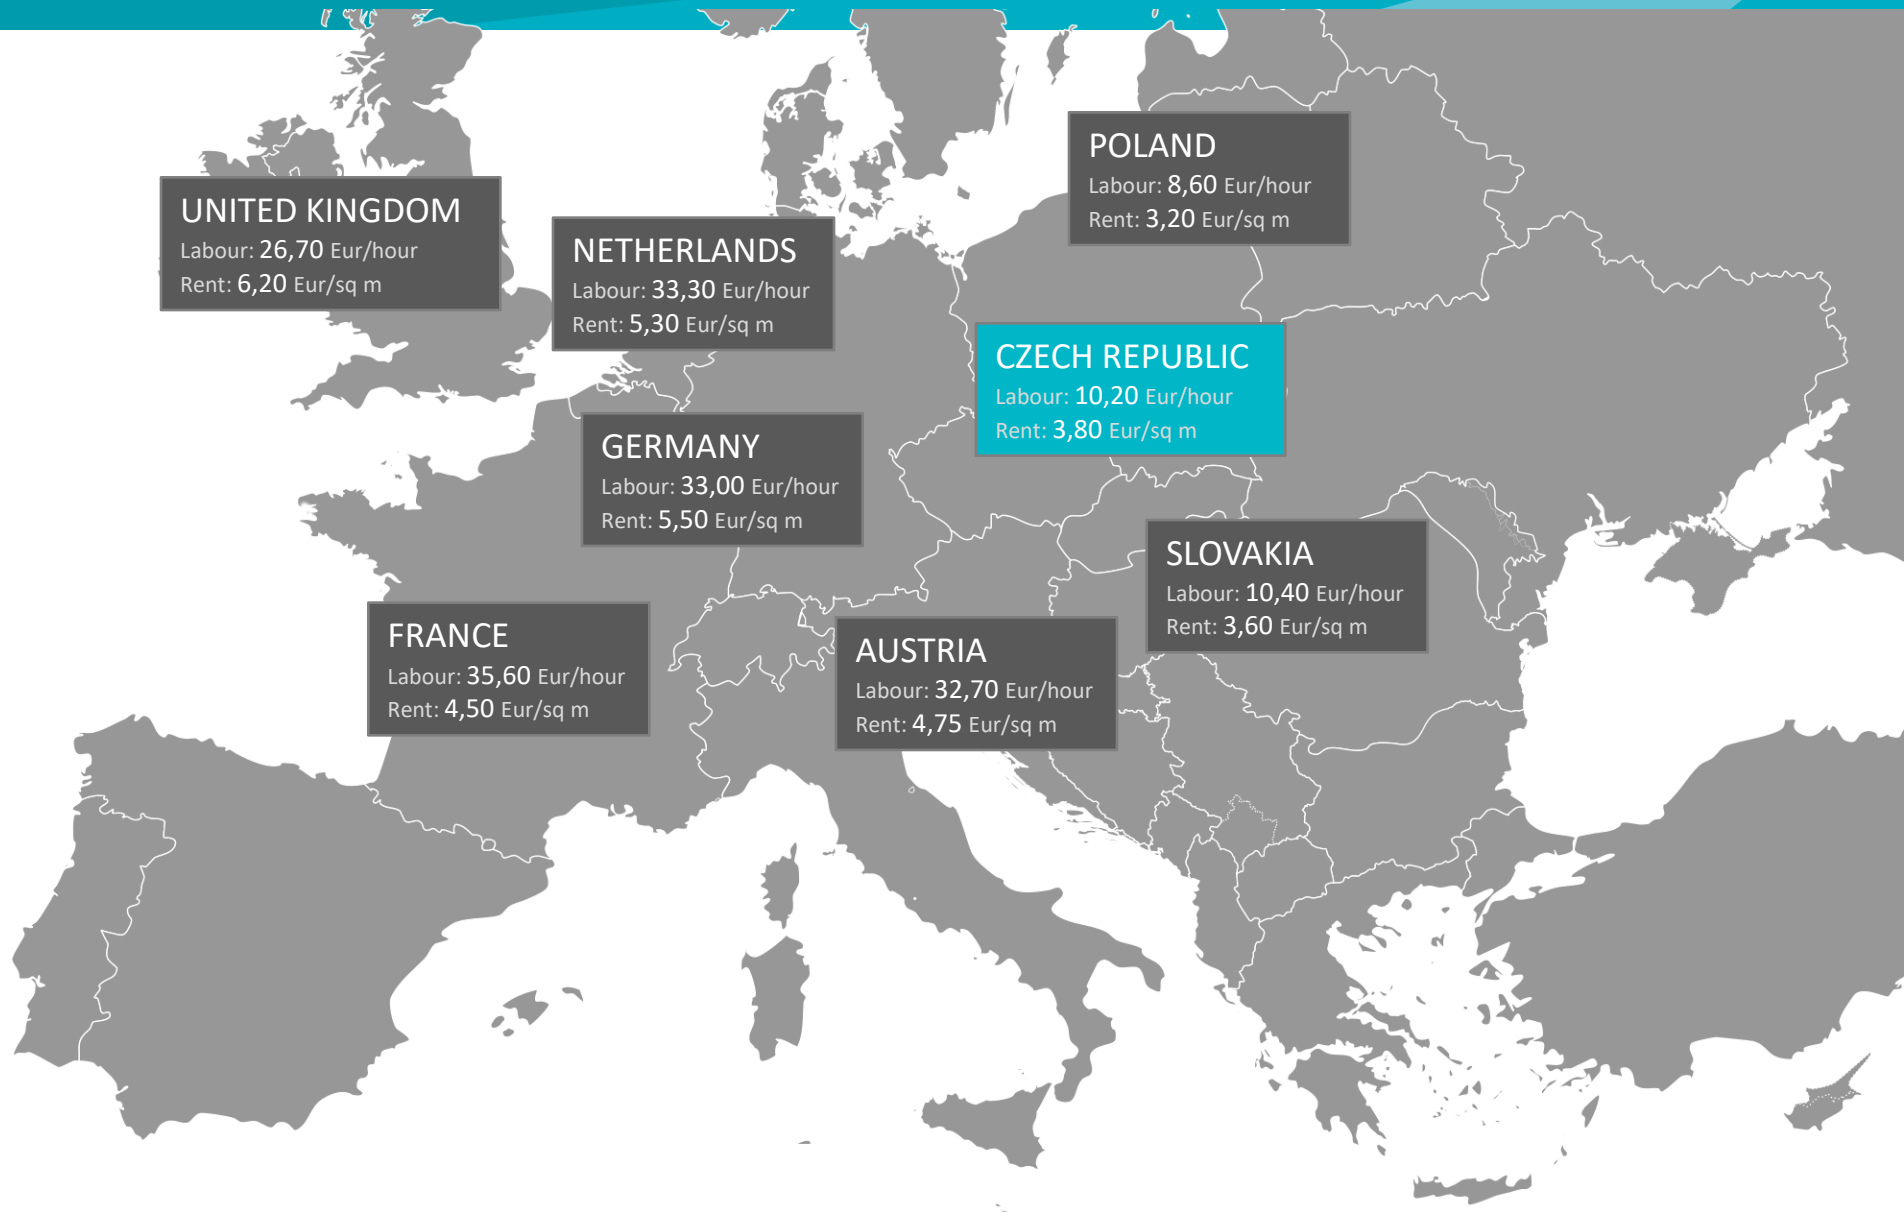 POLAND
Labour: 8,60 Eur/hour
Rent: 3,20 Eur/sq m
UNITED KINGDOM
Labour: 26,70 Eur/hour
Rent: 6,20 Eur/sq m
NETHERLANDS
Labour: 33,30 Eur/hour
Rent: 5,30 Eur/sq m
CZECH REPUBLIC
Labour: 10,20 Eur/hour
Rent: 3,80 Eur/sq m
GERMANY
Labour: 33,00 Eur/hour
Rent: 5,50 Eur/sq m
SLOVAKIA
Labour: 10,40 Eur/hour
Rent: 3,60 Eur/sq m
FRANCE
Labour: 35,60 Eur/hour
Rent: 4,50 Eur/sq m
AUSTRIA
Labour: 32,70 Eur/hour
Rent: 4,75 Eur/sq m